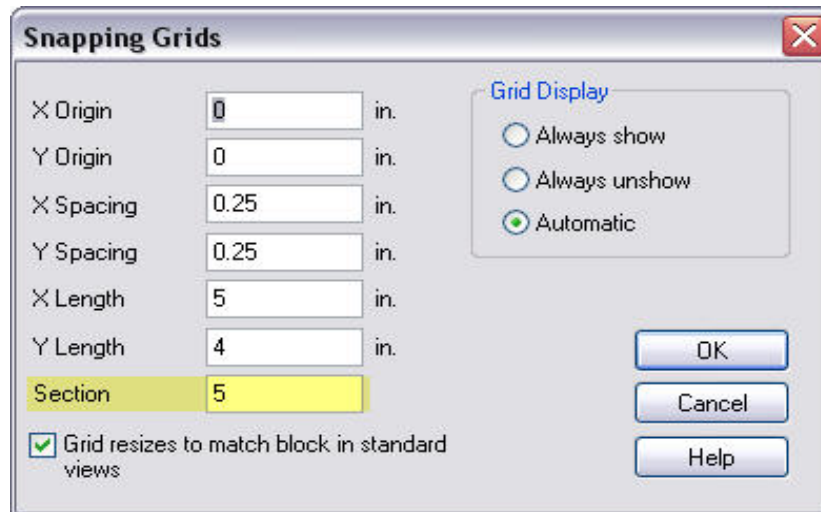 Snapping Grids
X Origin 0 in.
Y Origin 0 in.
X Spacing 0.25 in.
Y Spacing 0.25 in.
X Length 5 in.
Y Length 4 in.
Section 5
Grid resizes to match block in standard
views
Grid Display
Always show
Always unshow
Automatic
OK
Cancel
Help